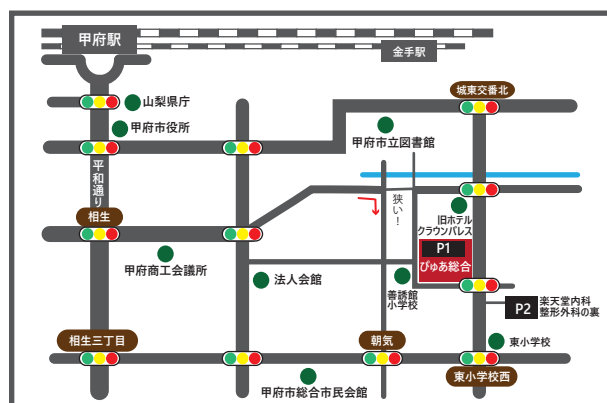 甲府駅
金手駅
山梨県庁
甲府市役所
城東交番北
甲府市立図書館
平和通り
相生
狭い!
旧ホテル
クラウンパレス
P1
ぴゅあ総合
甲府商工会議所
法人会館
善誘館
小学校
P2
楽天堂内科
整形外科の裏
相生三丁目
朝気
東小学校
東小学校西
甲府市総合市民会館